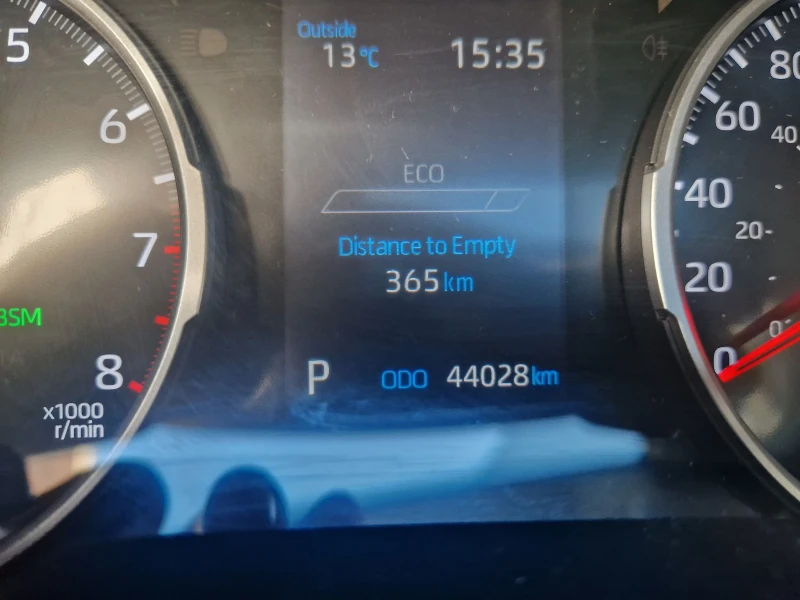 Outside
13°C 15:35
ECO
Distance to Empty
365 km
P ODO 44028 km
5
6
7
8
x1000
r/min
BSM
80
60
40
40
20
20
0
0